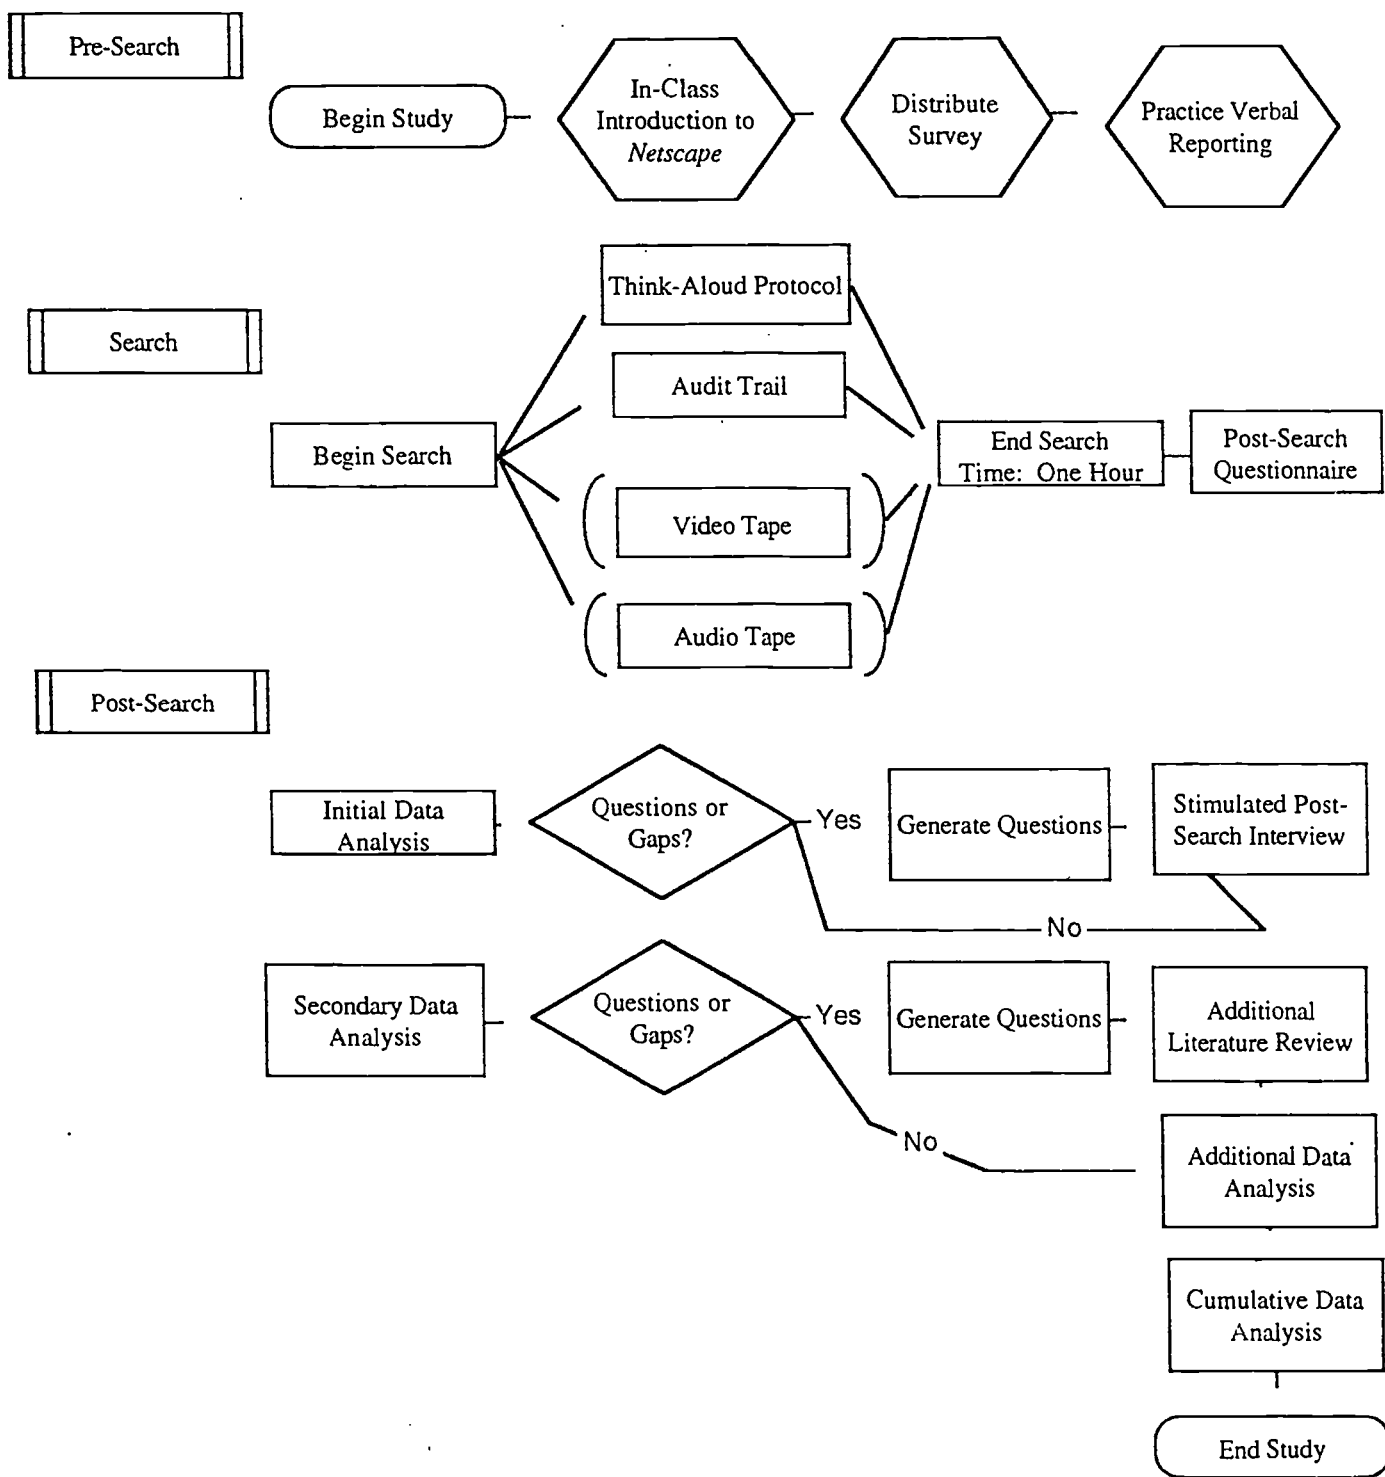 Pre-Search
Begin Study
In-Class
Introduction to
Netscape
Distribute
Survey
Practice Verbal
Reporting
Search
Begin Search
Think-Aloud Protocol
Audit Trail
Video Tape
Audio Tape
End Search
Time: One Hour
Post-Search
Questionnaire
Post-Search
Initial Data
Analysis
Questions or
Gaps?
Yes
Generate Questions
Stimulated Post-
Search Interview
No
Secondary Data
Analysis
Questions or
Gaps?
Yes
Generate Questions
Additional
Literature Review
No
Additional Data
Analysis
Cumulative Data
Analysis
End Study